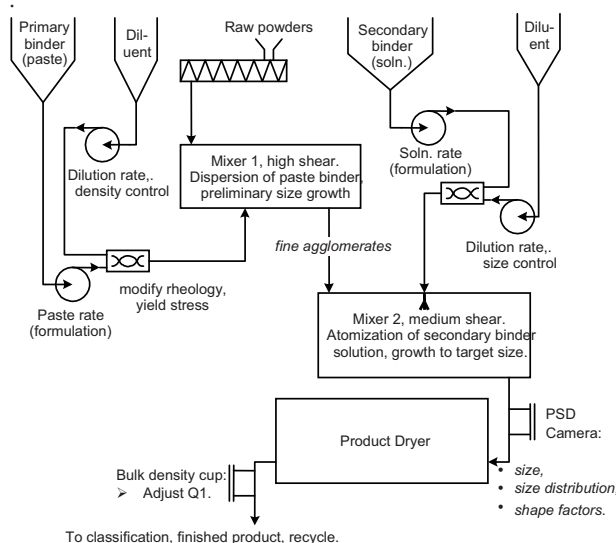 Primary
binder
(paste)
Dil-
uent
Raw powders
Secondary
binder
(soln.)
Dilu-
ent
Dilution rate,.
density control
Mixer 1, high shear.
Dispersion of paste binder,
preliminary size growth
Soln. rate
(formulation)
Dilution rate,.
size control
fine agglomerates
modify rheology,
yield stress
Paste rate
(formulation)
Mixer 2, medium shear.
Atomization of secondary binder
solution, growth to target size.
PSD
Camera:
Product Dryer
• size,
• size distribution,
• shape factors.
Bulk density cup:
➢ Adjust Q1.
To classification, finished product, recycle.